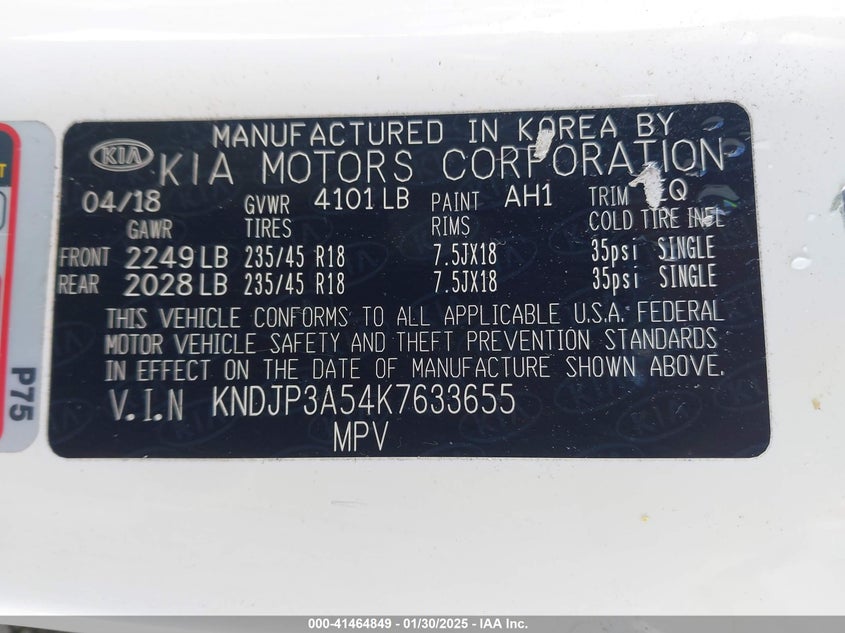 MANUFACTURED IN KOREA BY
KIA KIA MOTORS CORPORATION
04/18 GVWR 4101 LB PAINT AH1 TRIM
GAWR TIRES RIMS COLD TIRE INFL
FRONT 2249 LB 235/45 R18 7.5JX18 35psi SINGLE
REAR 2028 LB 235/45 R18 7.5JX18 35psi SINGLE
THIS VEHICLE CONFORMS TO ALL APPLICABLE U.S.A. FEDERAL
MOTOR VEHICLE SAFETY AND THEFT PREVENTION STANDARDS
IN EFFECT ON THE DATE OF MANUFACTURE SHOWN ABOVE.
V.I.N KNDJP3A54K7633655
MPV
P75
000-41464849 - 01/30/2025 - © IAA Inc.